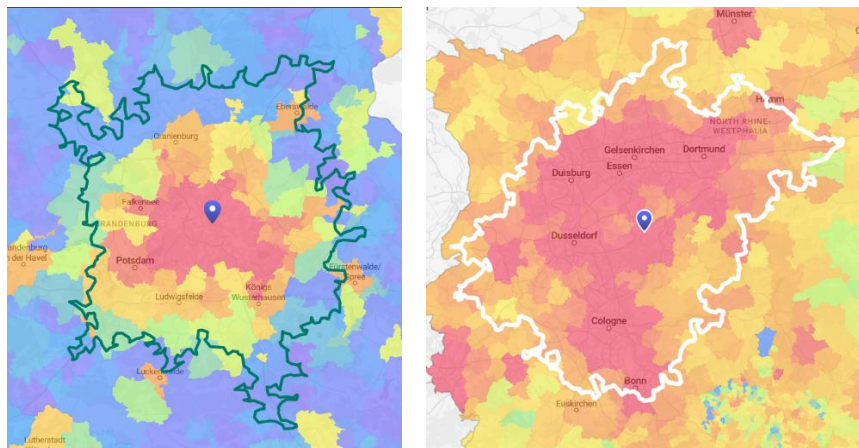 Eberswalde
Oranienburg
Falkensee
BRANDENBURG
Potsdam
Ludwigsfelde
Königs
Wusterhausen
Fürstenwalde/
Spree
randenburg
n der Havel
Luckenwalde
Lutherstadt
Münster
Hamm
NORTH RHINE-
WESTPHALIA
Gelsenkirchen
Dortmund
Essen
Duisburg
Dusseldorf
Cologne
Bonn
Euskirchen